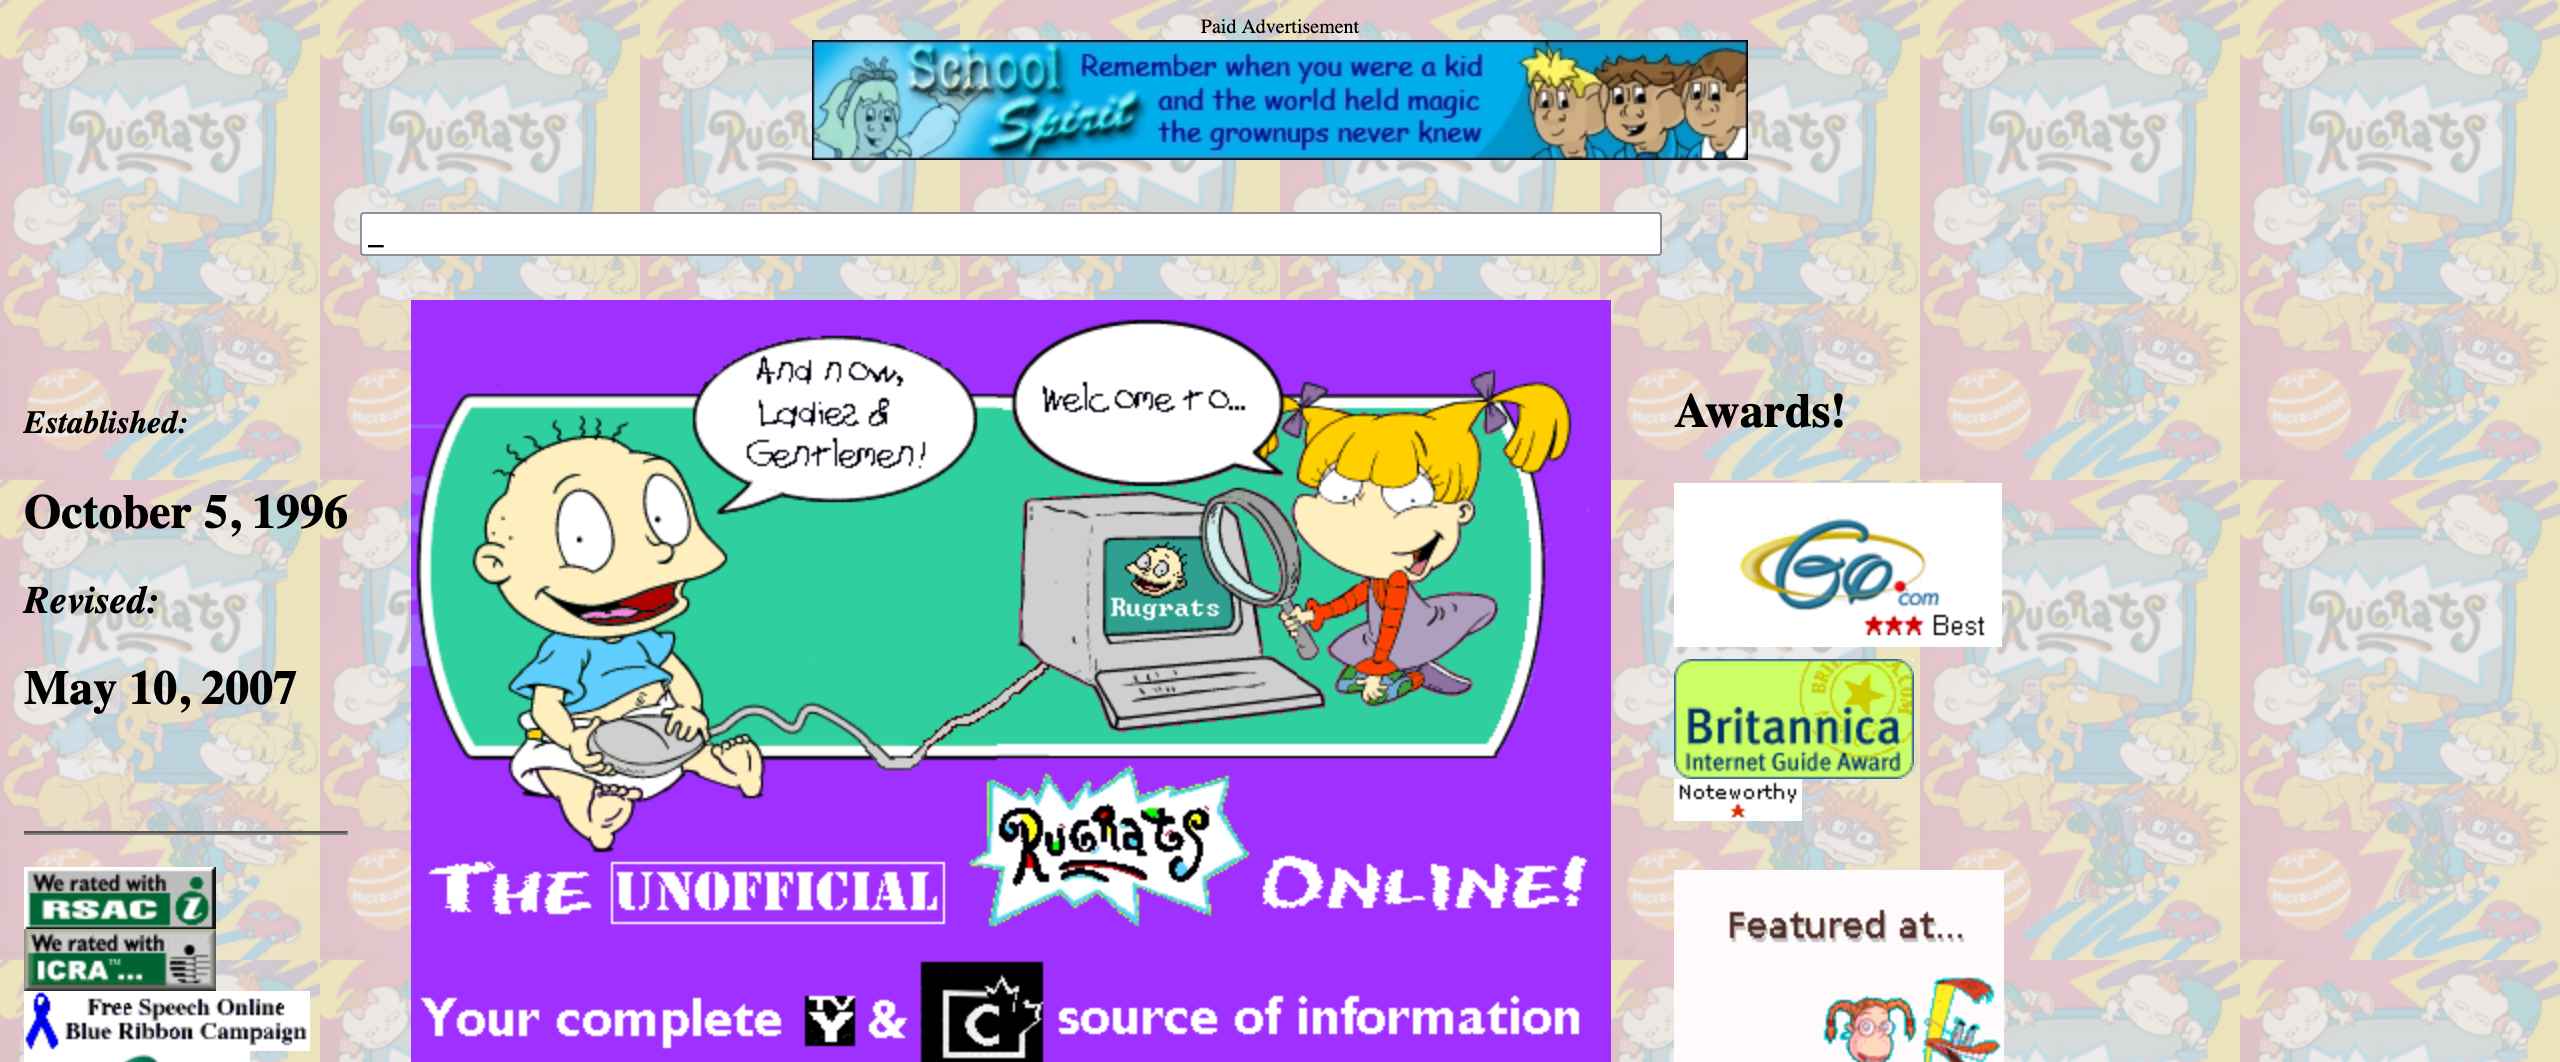 Paid Advertisement
School Spirit
Remember when you were a kid
and the world held magic
the grownups never knew
_
Established:
October 5, 1996
Revised:
May 10, 2007
We rated with
RSAC i
We rated with
ICRA™...
Free Speech Online
Blue Ribbon Campaign
And now,
Ladies &
Gentlemen!
Welcome to...
Rugrats
THE UNOFFICIAL RUGRATS ONLINE!
Your complete TV Y & C source of information
Awards!
Go.com
Best
Britannica
Internet Guide Award
Noteworthy
Featured at...
Rugrats